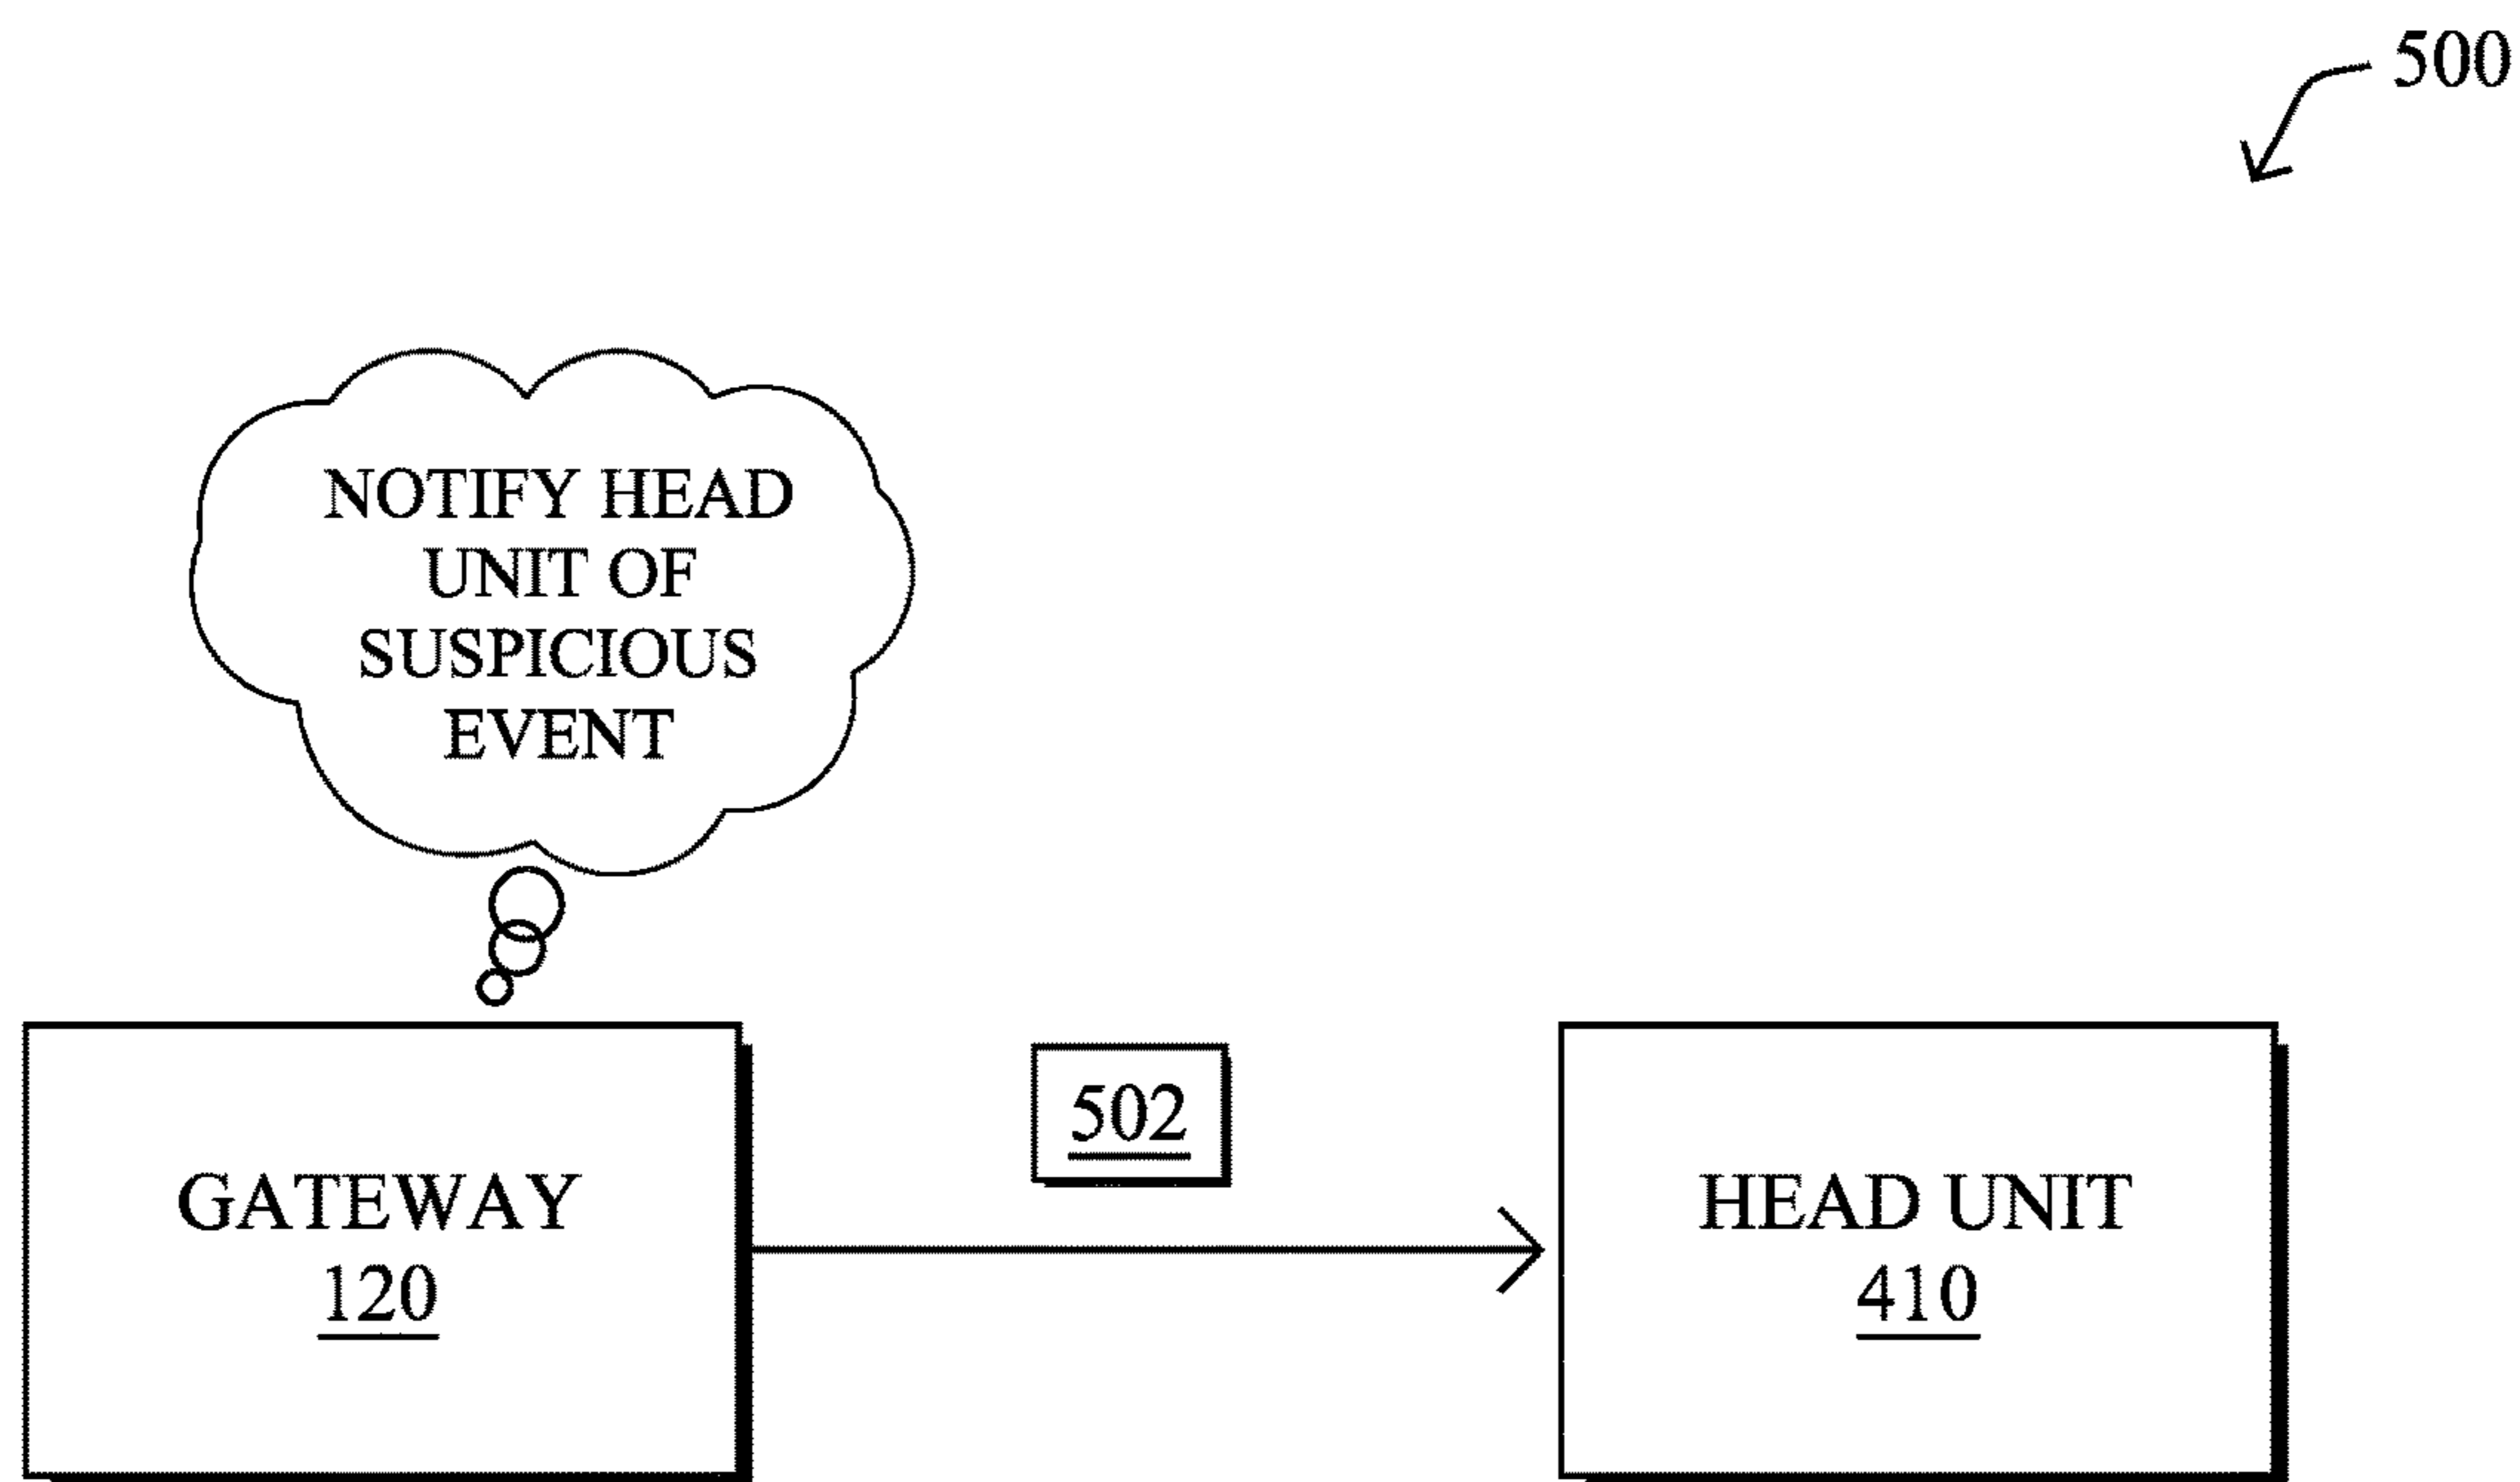 500
NOTIFY HEAD
UNIT OF
SUSPICIOUS
EVENT
502
GATEWAY
120
HEAD UNIT
410